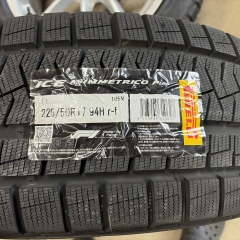 ICE ASIMMETRICO Plus
225/50R17 94H r-f
PIRELLI